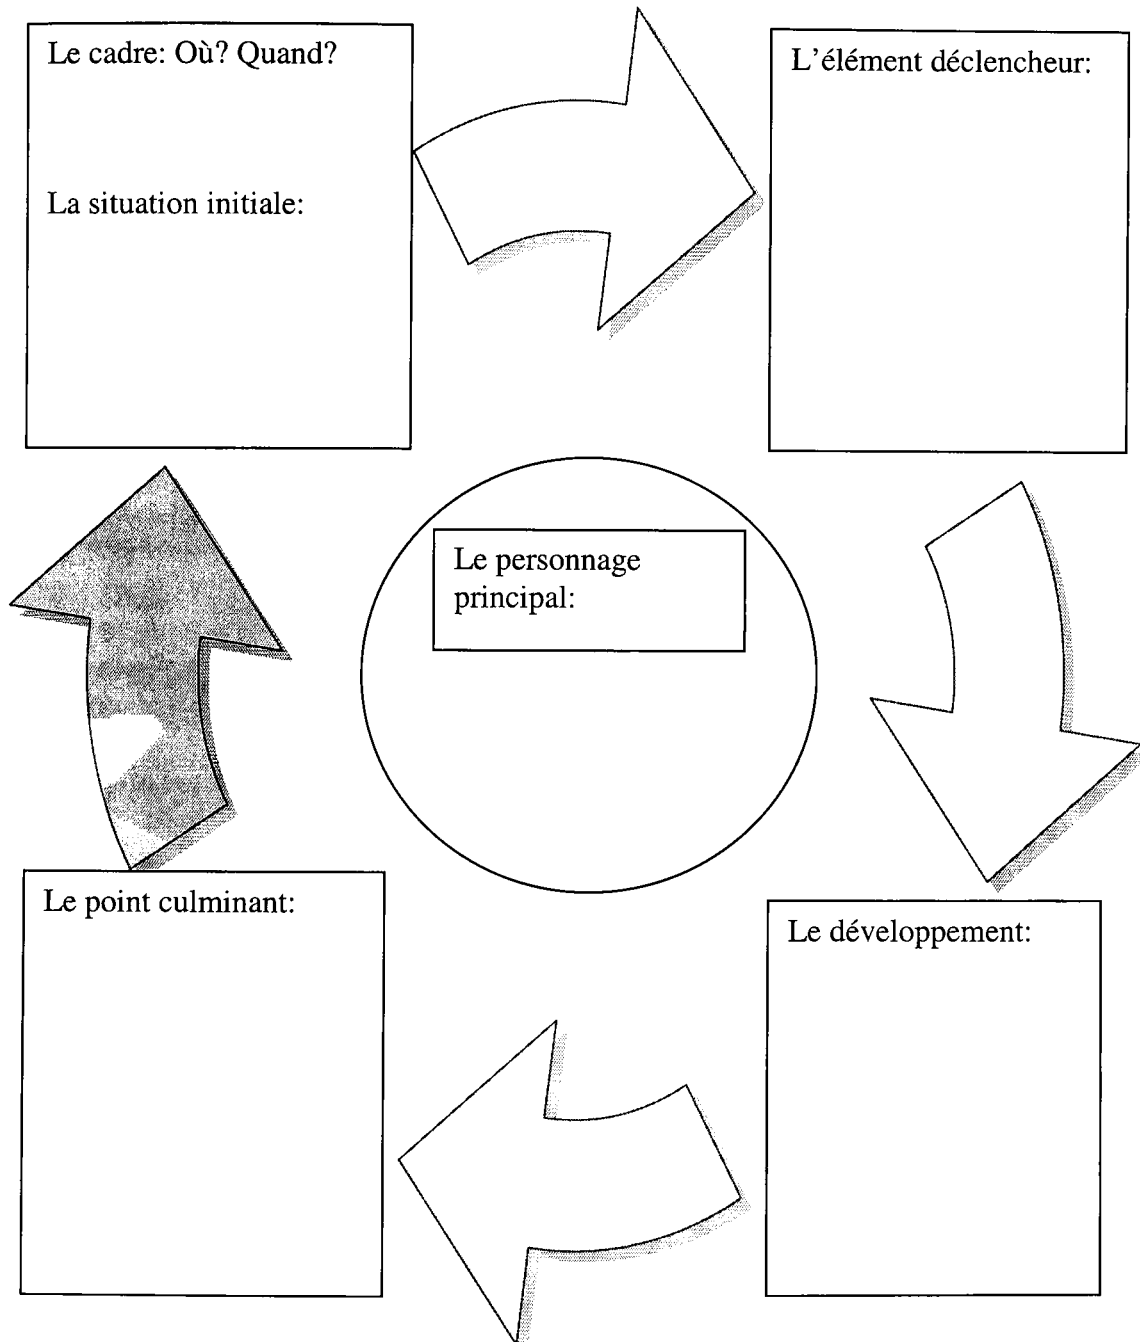 Le cadre: Où? Quand?
La situation initiale:
L'élément déclencheur:
Le personnage
principal:
Le développement:
Le point culminant: